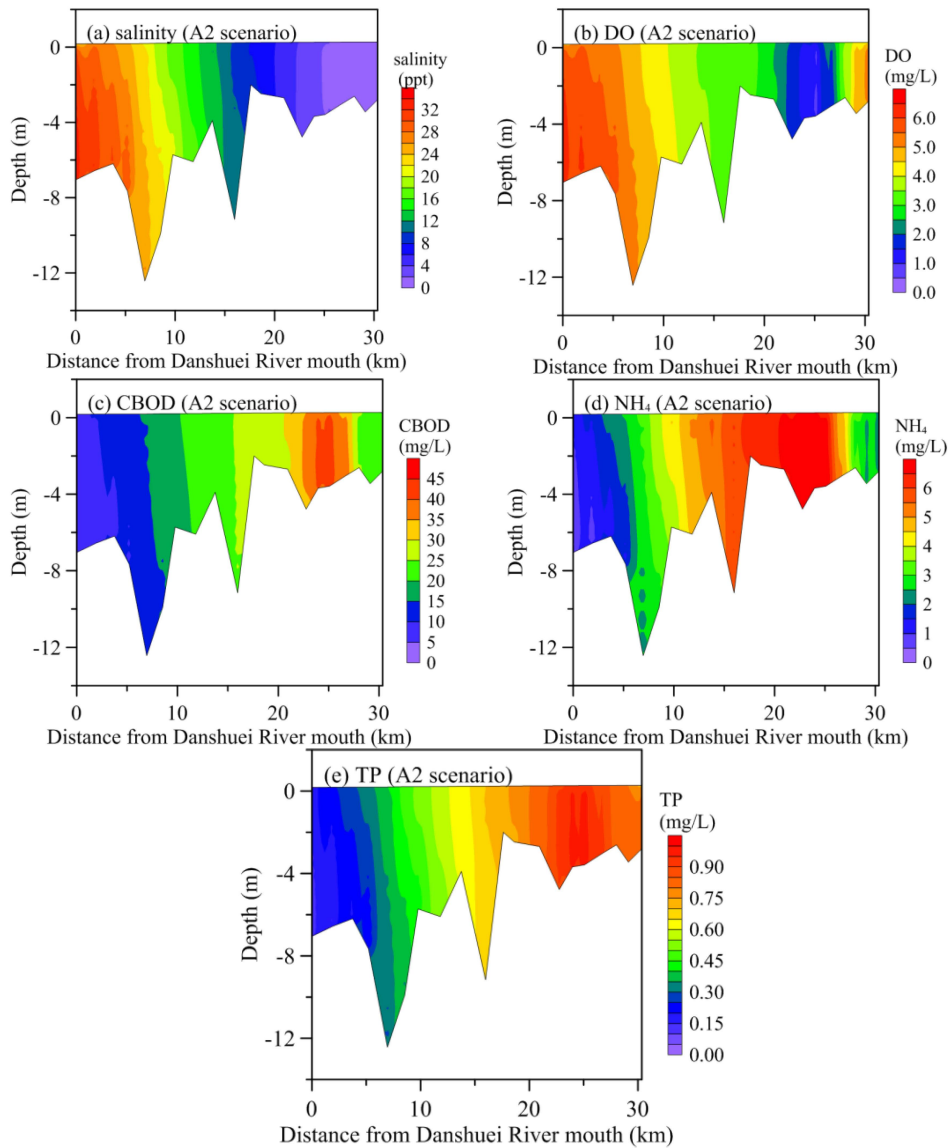 (a) salinity (A2 scenario)
salinity
(ppt)
32
28
24
20
16
12
8
4
0
0
-4
-8
-12
Depth (m)
0 10 20 30
Distance from Danshuei River mouth (km)
(b) DO (A2 scenario)
DO
(mg/L)
6.0
5.0
4.0
3.0
2.0
1.0
0.0
0
-4
-8
-12
Depth (m)
0 10 20 30
Distance from Danshuei River mouth (km)
(c) CBOD (A2 scenario)
CBOD
(mg/L)
45
40
35
30
25
20
15
10
5
0
0
-4
-8
-12
Depth (m)
0 10 20 30
Distance from Danshuei River mouth (km)
(d) NH₄ (A2 scenario)
NH₄
(mg/L)
6
5
4
3
2
1
0
0
-4
-8
-12
Depth (m)
0 10 20 30
Distance from Danshuei River mouth (km)
(e) TP (A2 scenario)
TP
(mg/L)
0.90
0.75
0.60
0.45
0.30
0.15
0.00
0
-4
-8
-12
Depth (m)
0 10 20 30
Distance from Danshuei River mouth (km)